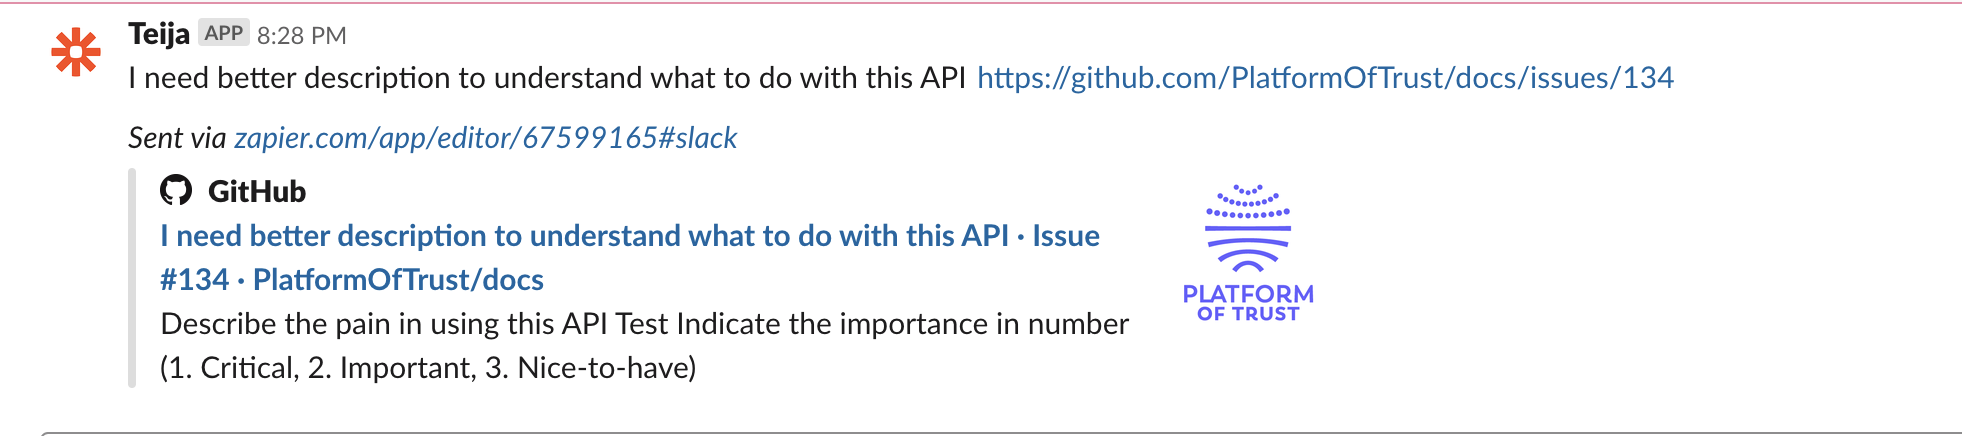 Teija APP 8:28 PM
I need better description to understand what to do with this API https://github.com/PlatformOfTrust/docs/issues/134
Sent via zapier.com/app/editor/67599165#slack
GitHub
I need better description to understand what to do with this API · Issue
#134 · PlatformOfTrust/docs
Describe the pain in using this API Test Indicate the importance in number
(1. Critical, 2. Important, 3. Nice-to-have)
PLATFORM
OF TRUST